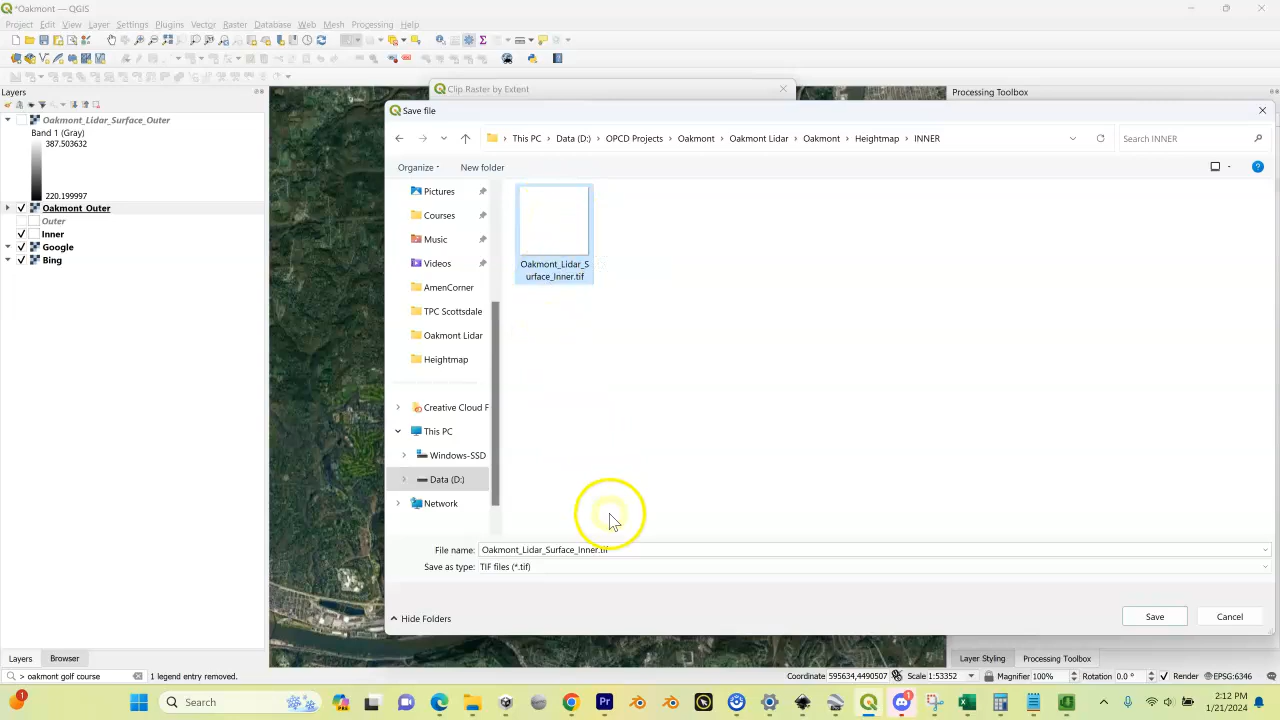 *Oakmont — QGIS
Project Edit View Layer Settings Plugins Vector Raster Database Web Mesh Processing Help
Layers
Oakmont_Lidar_Surface_Outer
Band 1 (Gray)
387.503632
220.199997
Oakmont_Outer
Outer
Inner
Google
Bing
Clip Raster by Extent
Processing Toolbox
Save file
This PC > Data (D:) > OPCD Projects > Oakmont > Oakmont Lidar > Oakmont > Heightmap > INNER
Search INNER
Organize New folder
Pictures
Courses
Music
Videos
AmenCorner
TPC Scottsdale
Oakmont Lidar
Heightmap
Creative Cloud F
This PC
Windows-SSD
Data (D:)
Network
Oakmont_Lidar_S
urface_Inner.tif
File name: Oakmont_Lidar_Surface_Inner.tif
Save as type: TIF files (*.tif)
Hide Folders
Save Cancel
Layers Browser
Layer Styling Processing Toolbox
> oakmont golf course 1 legend entry removed. Coordinate 595634,4490507 Scale 1:53352 Magnifier 100% Rotation 0.0 ° Render EPSG:6346
1
Search
1
2:12 PM
1/21/2024